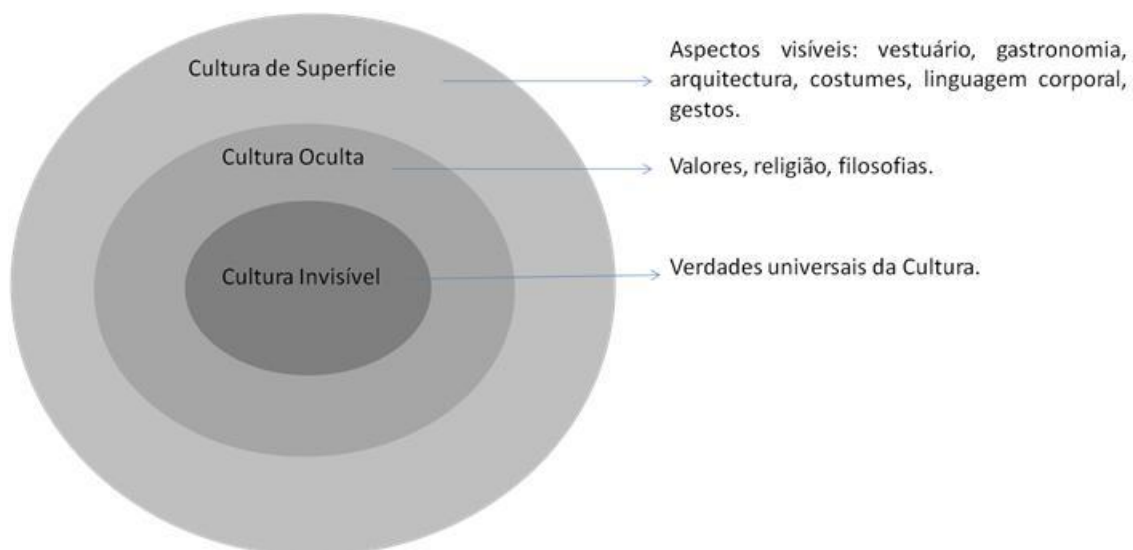 Cultura de Superfície
Aspectos visíveis: vestuário, gastronomia,
arquitectura, costumes, linguagem corporal,
gestos.
Cultura Oculta
Valores, religião, filosofias.
Cultura Invisível
Verdades universais da Cultura.